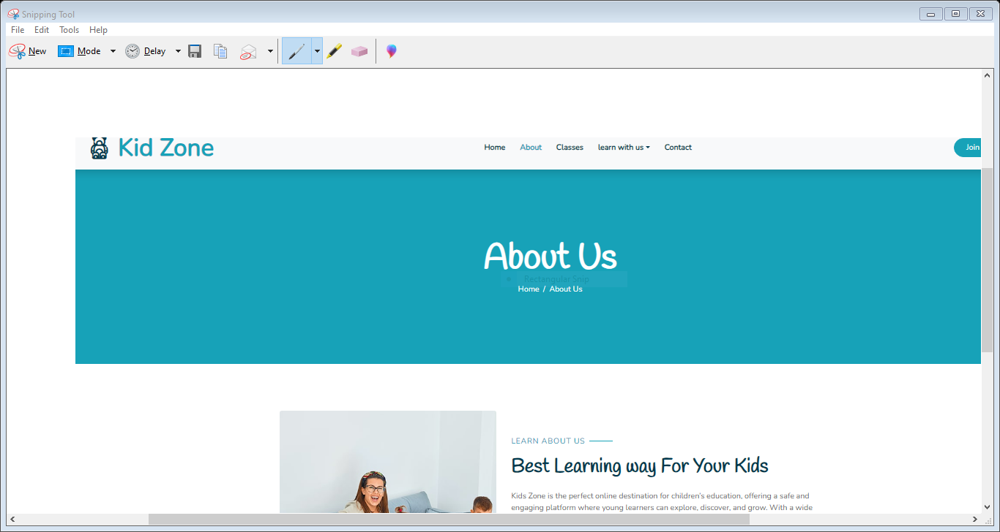 Snipping Tool
File Edit Tools Help
New Mode Delay
Kid Zone
Home About Classes learn with us Contact
Join
About Us
Rectangular Snip
Home / About Us
LEARN ABOUT US
Best Learning way For Your Kids
Kids Zone is the perfect online destination for children's education, offering a safe and
engaging platform where young learners can explore, discover, and grow. With a wide